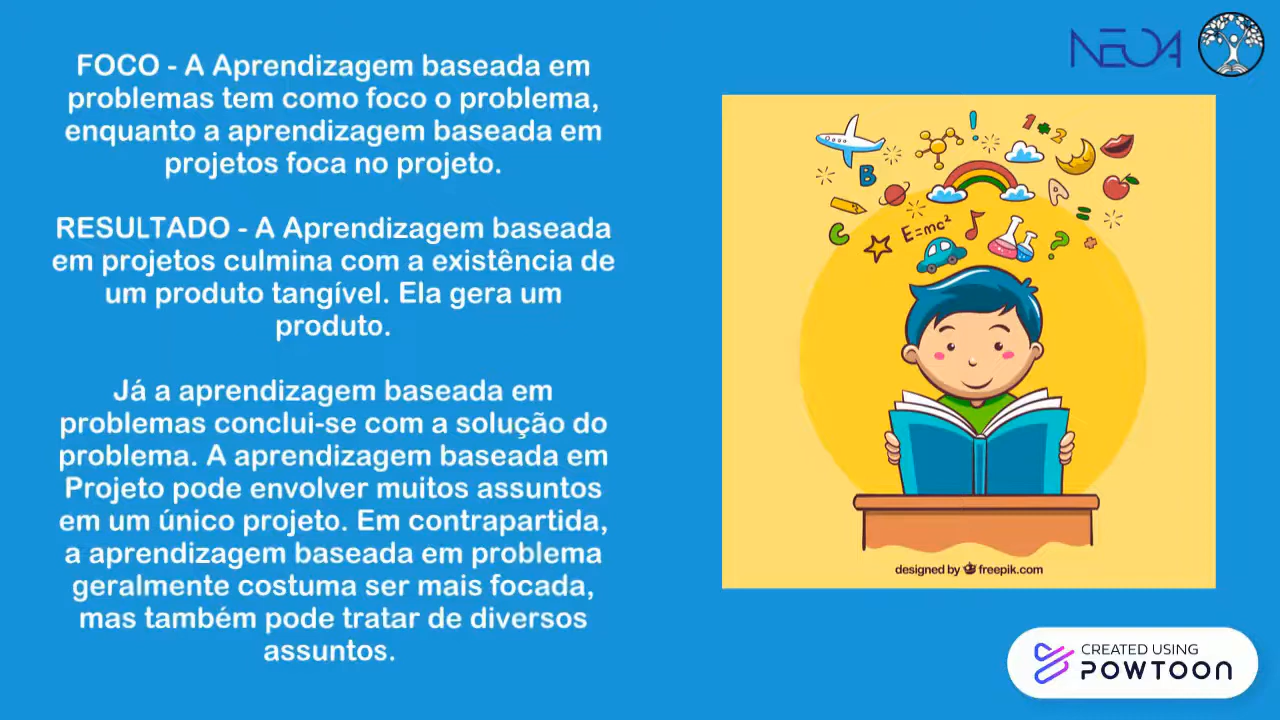 FOCO - A Aprendizagem baseada em
problemas tem como foco o problema,
enquanto a aprendizagem baseada em
projetos foca no projeto.
RESULTADO - A Aprendizagem baseada
em projetos culmina com a existência de
um produto tangível. Ela gera um
produto.
Já a aprendizagem baseada em
problemas conclui-se com a solução do
problema. A aprendizagem baseada em
Projeto pode envolver muitos assuntos
em um único projeto. Em contrapartida,
a aprendizagem baseada em problema
geralmente costuma ser mais focada,
mas também pode tratar de diversos
assuntos.
NEOA
! 1 + 2
B A =
C E=mc² ? +
designed by freepik.com
CREATED USING
POWTOON